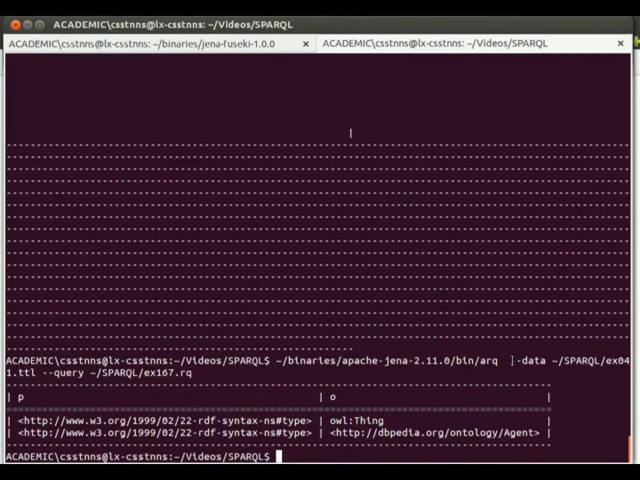 ACADEMIC\csstnns@lx-csstnns: ~/Videos/SPARQL
ACADEMIC\csstnns@lx-csstnns: ~/binaries/jena-fuseki-1.0.0 × ACADEMIC\csstnns@lx-csstnns: ~/Videos/SPARQL ×
|
ACADEMIC\csstnns@lx-csstnns:~/Videos/SPARQL$ ~/binaries/apache-jena-2.11.0/bin/arq --data ~/SPARQL/ex04
1.ttl --query ~/SPARQL/ex167.rq
| p | o |
| <http://www.w3.org/1999/02/22-rdf-syntax-ns#type> | owl:Thing |
| <http://www.w3.org/1999/02/22-rdf-syntax-ns#type> | <http://dbpedia.org/ontology/Agent> |
ACADEMIC\csstnns@lx-csstnns:~/Videos/SPARQL$